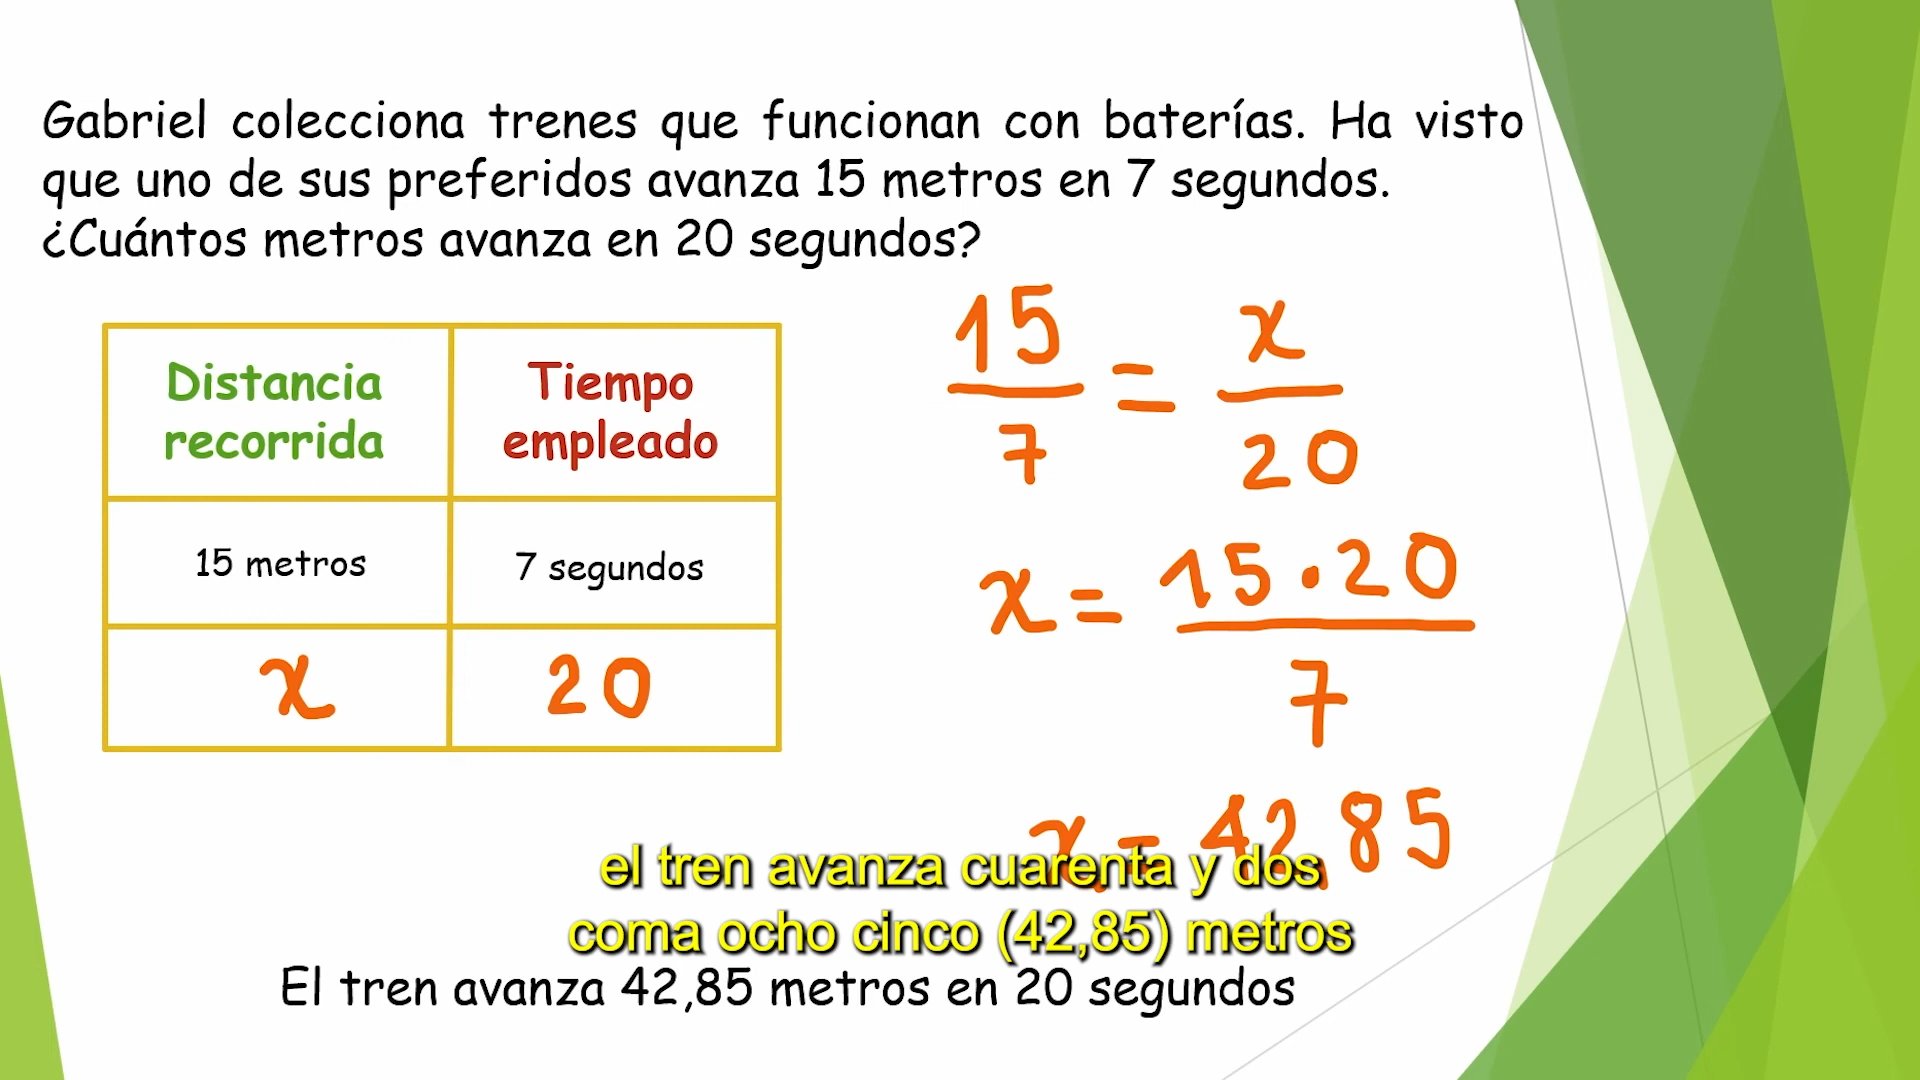 Gabriel colecciona trenes que funcionan con baterías. Ha visto
que uno de sus preferidos avanza 15 metros en 7 segundos.
¿Cuántos metros avanza en 20 segundos?
Distancia recorrida
Tiempo empleado
15 metros
7 segundos
x
20
15/7 = x/20
x = 15·20/7
x = 42,85
el tren avanza cuarenta y dos
coma ocho cinco (42,85) metros
El tren avanza 42,85 metros en 20 segundos